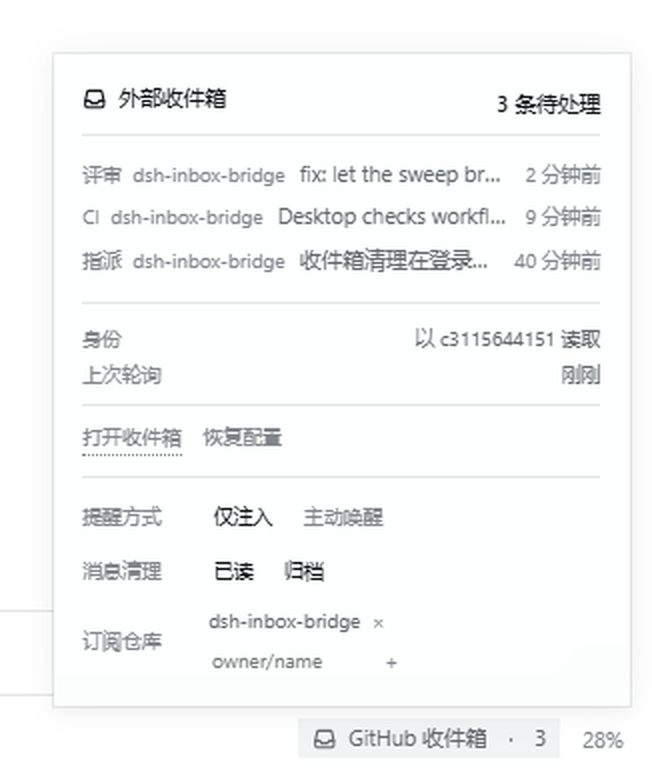 外部收件箱 3 条待处理
评审 dsh-inbox-bridge fix: let the sweep br... 2 分钟前
CI dsh-inbox-bridge Desktop checks workfl... 9 分钟前
指派 dsh-inbox-bridge 收件箱清理在登录... 40 分钟前
身份 以 c3115644151 读取
上次轮询 刚刚
打开收件箱 恢复配置
提醒方式 仅注入 主动唤醒
消息清理 已读 归档
订阅仓库 dsh-inbox-bridge ×
owner/name +
GitHub 收件箱 · 3 28%